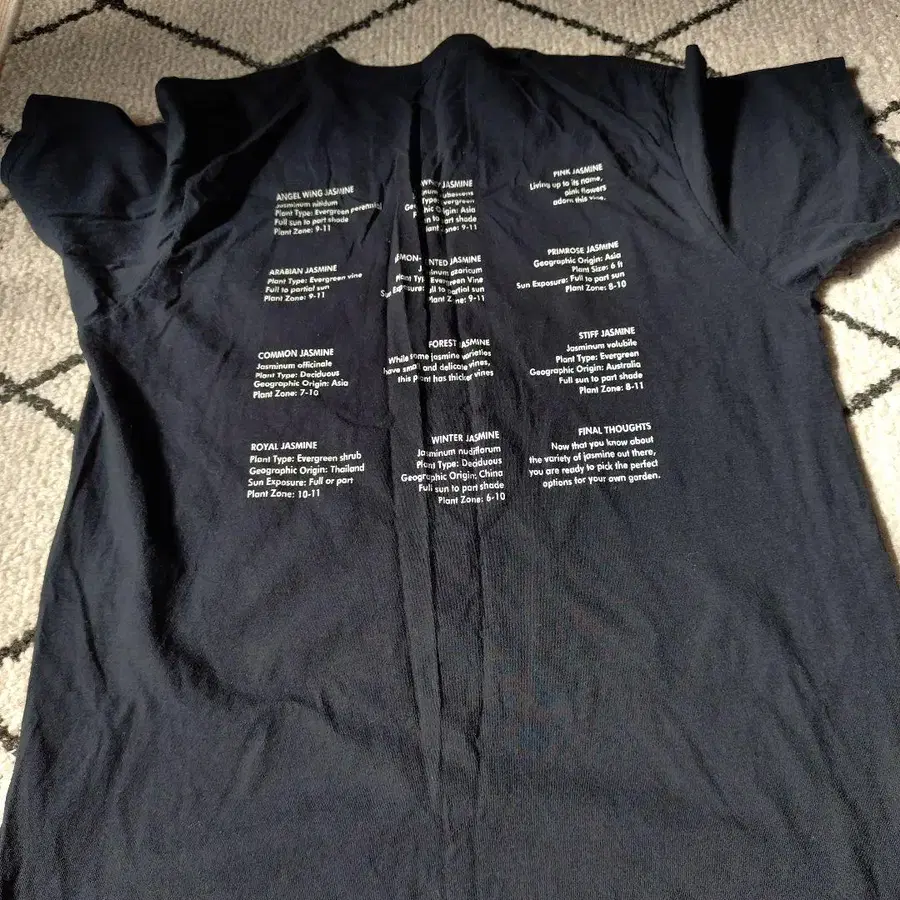 ANGEL WING JASMINE
Jasminum nitidum
Plant Type: Evergreen perennial
Full sun to part shade
Plant Zone: 9-11
ARABIAN JASMINE
Plant Type: Evergreen vine
Full to partial sun
Plant Zone: 9-11
COMMON JASMINE
Jasminum officinale
Plant Type: Deciduous
Geographic Origin: Asia
Plant Zone: 7-10
ROYAL JASMINE
Plant Type: Evergreen shrub
Geographic Origin: Thailand
Sun Exposure: Full or part
Plant Zone: 10-11
JASMINE
Evergreen
Origin: Asia
to part shade
Zone: 9-11
JASMINE
azoricum
Evergreen Vine
Sun Exposure: Full to partial sun
Plant Zone: 9-11
FOREST JASMINE
While some jasmine varieties
have small and delicate vines,
this plant has thicker vines
WINTER JASMINE
Jasminum nudiflorum
Plant Type: Deciduous
Geographic Origin: China
Full sun to part shade
Plant Zone: 6-10
PINK JASMINE
Living up to its name,
pink flowers
adorn this vine.
PRIMROSE JASMINE
Geographic Origin: Asia
Plant Size: 6 ft
Sun Exposure: Full to part sun
Plant Zone: 8-10
STIFF JASMINE
Jasminum volubile
Plant Type: Evergreen
Geographic Origin: Australia
Full sun to part shade
Plant Zone: 8-11
FINAL THOUGHTS
Now that you know about
the variety of jasmine out there,
you are ready to pick the perfect
options for your own garden.